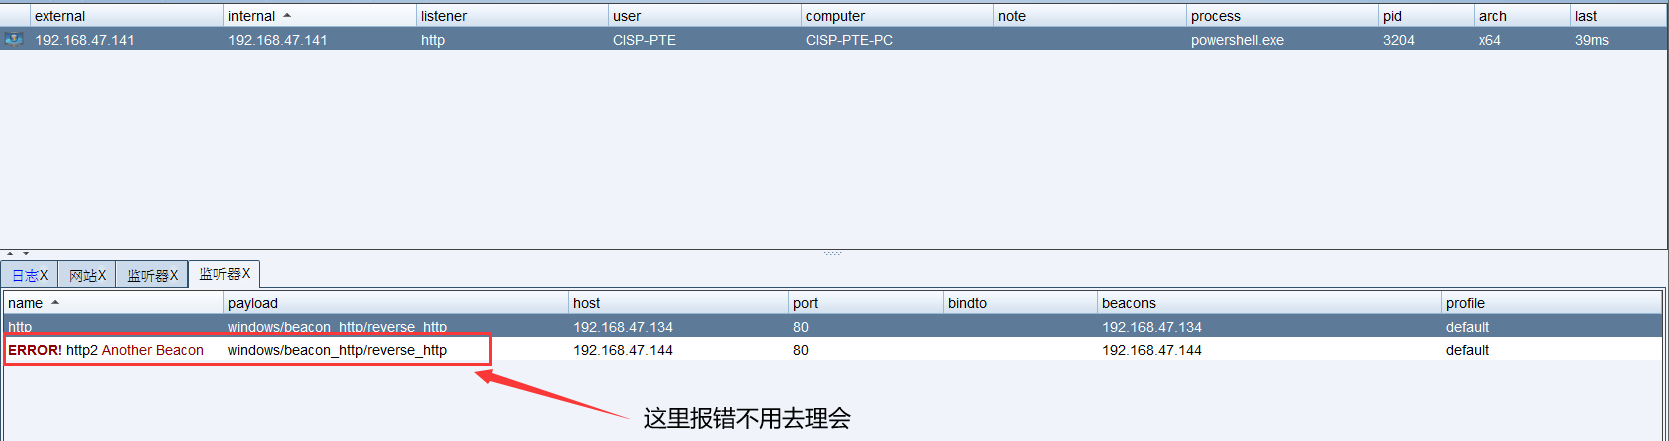 external internal listener user computer note process pid arch last
192.168.47.141 192.168.47.141 http CISP-PTE CISP-PTE-PC powershell.exe 3204 x64 39ms
日志X 网站X 监听器X 监听器X
name payload host port bindto beacons profile
http windows/beacon_http/reverse_http 192.168.47.134 80 192.168.47.134 default
ERROR! http2 Another Beacon windows/beacon_http/reverse_http 192.168.47.144 80 192.168.47.144 default
这里报错不用去理会